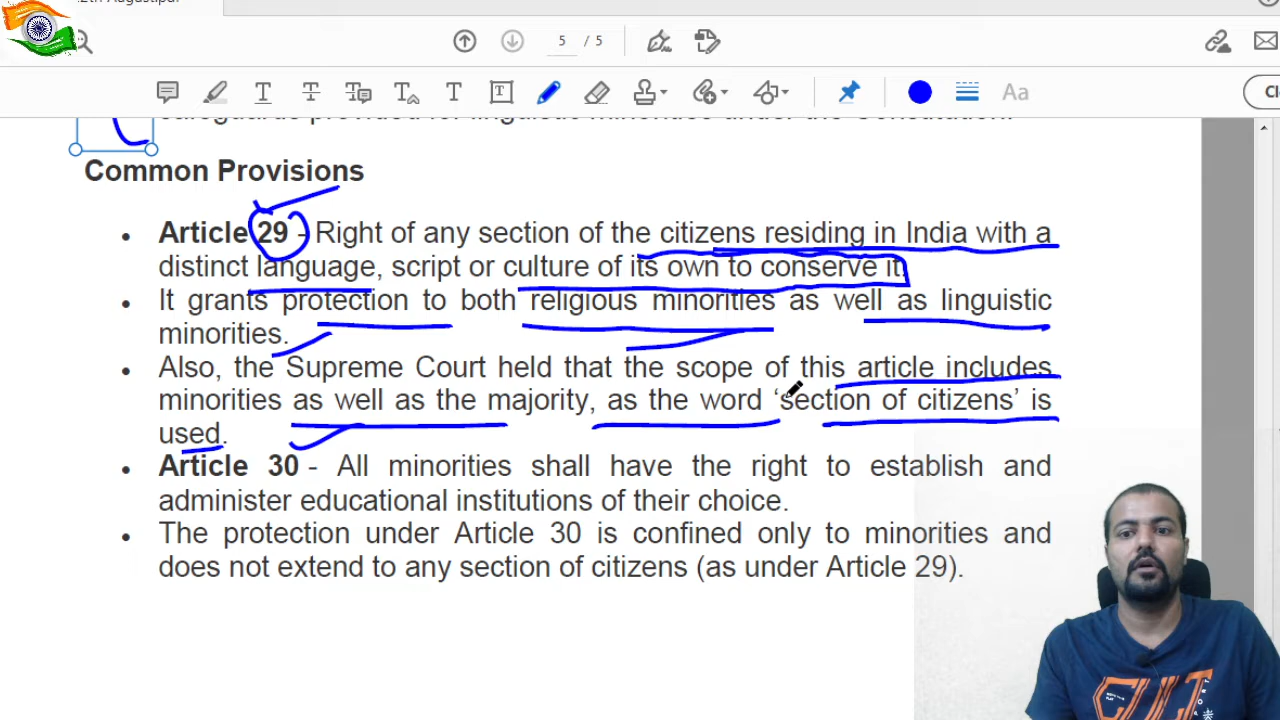 5 / 5
Aa
Common Provisions
Article 29 - Right of any section of the citizens residing in India with a
distinct language, script or culture of its own to conserve it.
It grants protection to both religious minorities as well as linguistic
minorities.
Also, the Supreme Court held that the scope of this article includes
minorities as well as the majority, as the word ‘section of citizens’ is
used.
Article 30 - All minorities shall have the right to establish and
administer educational institutions of their choice.
The protection under Article 30 is confined only to minorities and
does not extend to any section of citizens (as under Article 29).